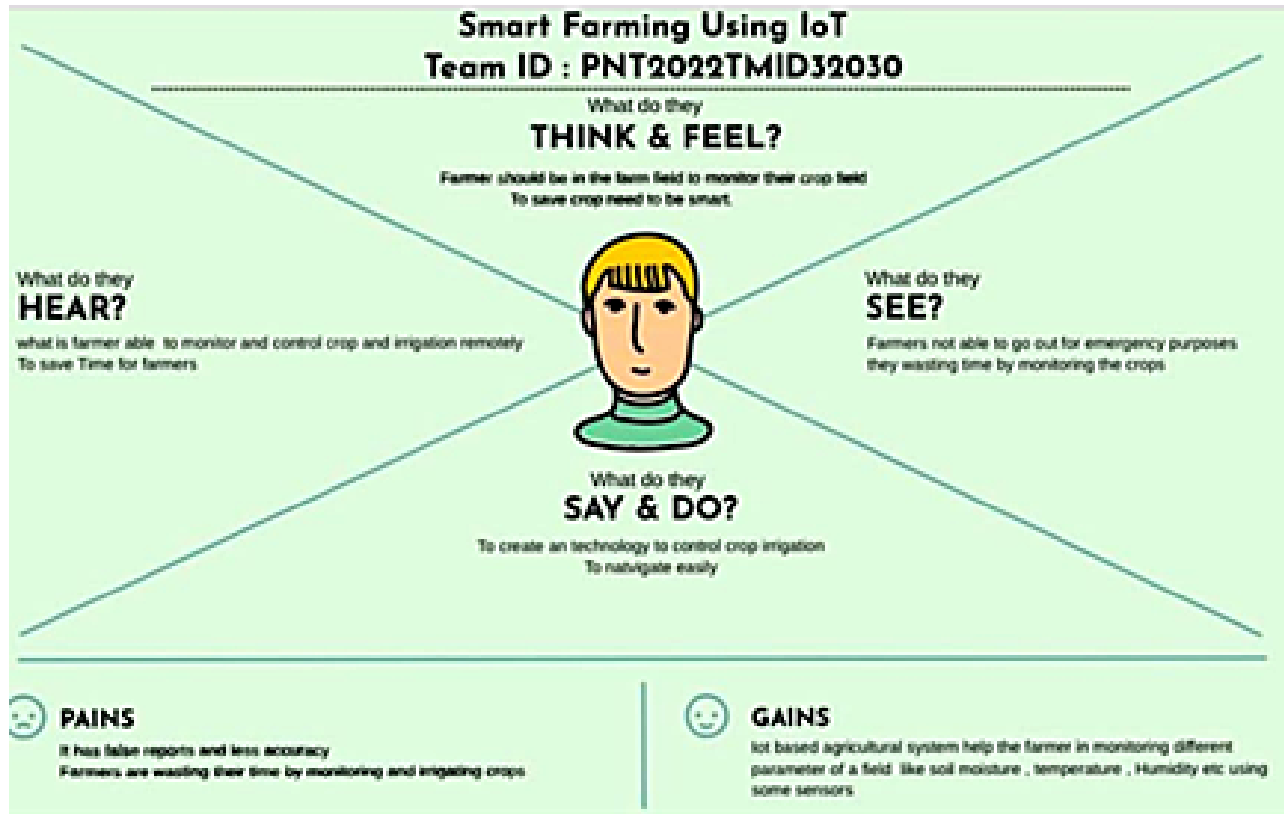 Smart Farming Using IoT
Team ID : PNT2022TMID32030
What do they
THINK & FEEL?
Farmer should be in the farm field to monitor their crop field
To save crop need to be smart.
What do they
HEAR?
what is farmer able to monitor and control crop and irrigation remotely
To save Time for farmers
What do they
SEE?
Farmers not able to go out for emergency purposes
they wasting time by monitoring the crops
What do they
SAY & DO?
To create an technology to control crop irrigation
To natvigate easily
PAINS
It has false reports and less accuracy
Farmers are wasting their time by monitoring and irrigating crops
GAINS
Iot based agricultural system help the farmer in monitoring different
parameter of a field like soil moisture , temperature , Humidity etc using
some sensors